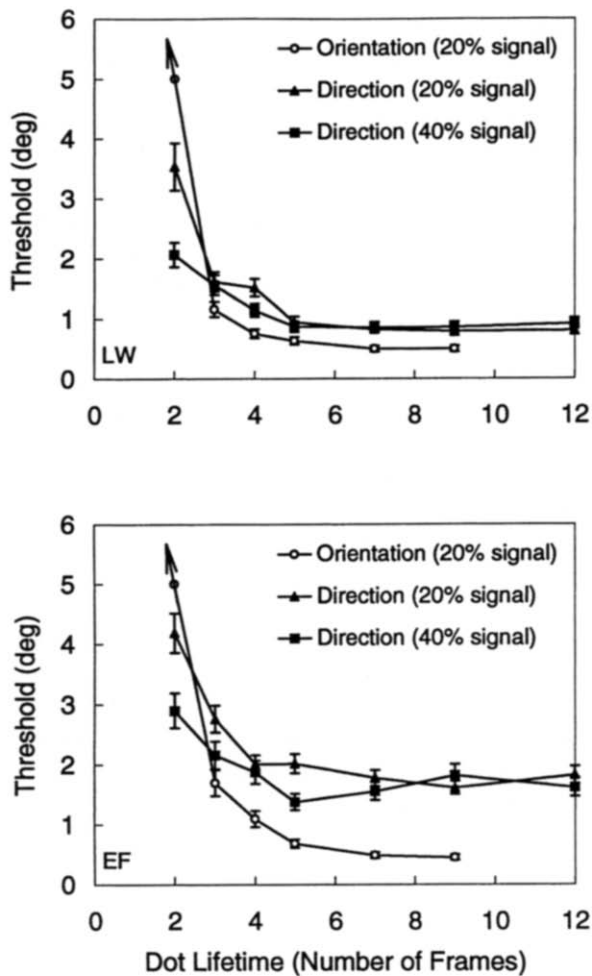 6
Orientation (20% signal)
5
Direction (20% signal)
4
Direction (40% signal)
3
2
1
LW
0
0 2 4 6 8 10 12
Threshold (deg)
6
Orientation (20% signal)
5
Direction (20% signal)
4
Direction (40% signal)
3
2
1
EF
0
0 2 4 6 8 10 12
Threshold (deg)
Dot Lifetime (Number of Frames)